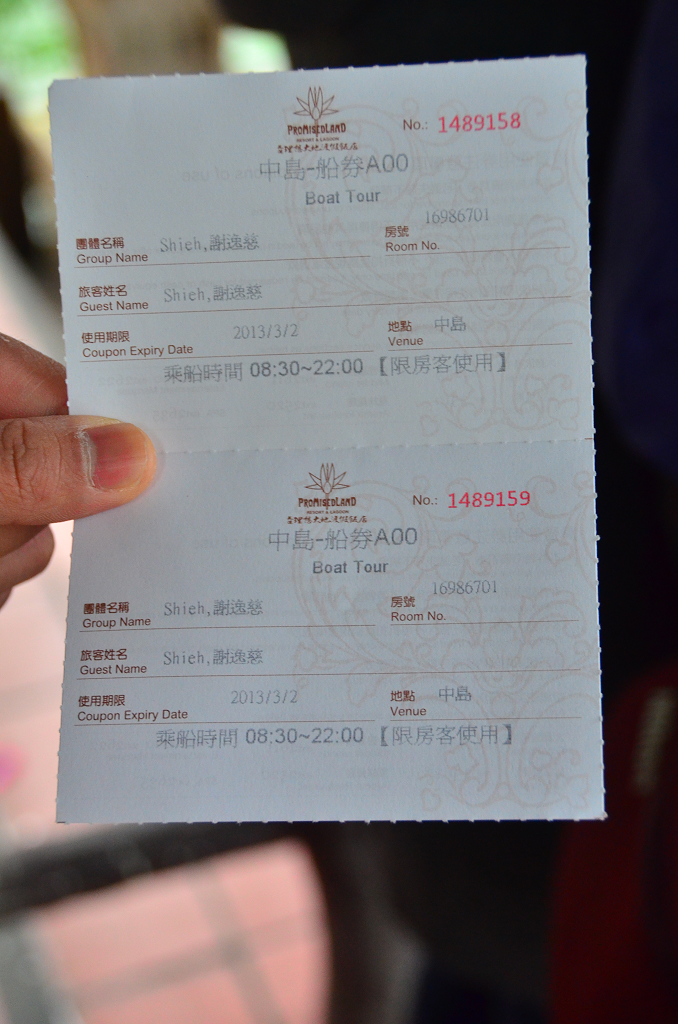 PROMISEDLAND
RESORT & LAGOON
No.: 1489158
中島-船券A00
Boat Tour
16986701
團體名稱 Shieh,謝逸慈 房號
Group Name Room No.
旅客姓名 Shieh,謝逸慈
Guest Name
使用期限 2013/3/2 地點 中島
Coupon Expiry Date Venue
乘船時間 08:30~22:00 【限房客使用】
PROMISEDLAND
RESORT & LAGOON
No.: 1489159
中島-船券A00
Boat Tour
16986701
團體名稱 Shieh,謝逸慈 房號
Group Name Room No.
旅客姓名 Shieh,謝逸慈
Guest Name
使用期限 2013/3/2 地點 中島
Coupon Expiry Date Venue
乘船時間 08:30~22:00 【限房客使用】